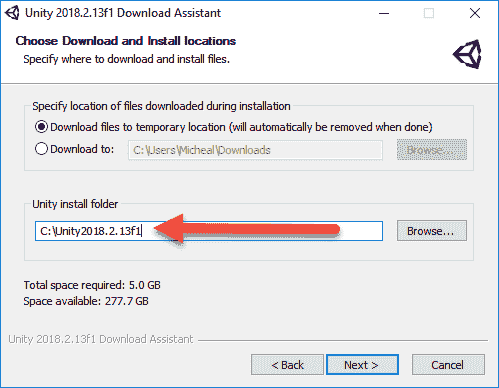 Unity 2018.2.13f1 Download Assistant
Choose Download and Install locations
Specify where to download and install files.
Specify location of files downloaded during installation
Download files to temporary location (will automatically be removed when done)
Download to: C:\Users\Micheal\Downloads Browse...
Unity install folder
C:\Unity2018.2.13f1 Browse...
Total space required: 5.0 GB
Space available: 277.7 GB
Unity 2018.2.13f1 Download Assistant
< Back Next > Cancel